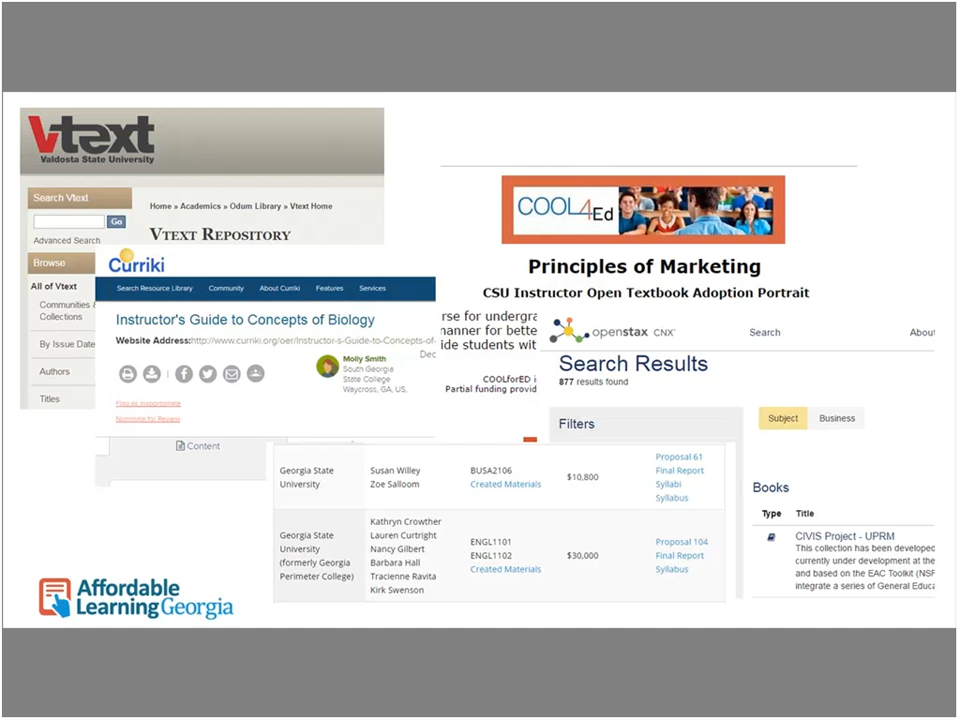 vtext
Valdosta State University
Search Vtext
Go
Advanced Search
Browse
All of Vtext
Communities &
Collections
By Issue Date
Authors
Titles
Home » Academics » Odum Library » Vtext Home
VTEXT REPOSITORY
Curriki
Search Resource Library Community About Curriki Features Services
Instructor's Guide to Concepts of Biology
Website Address:http://www.curriki.org/oer/Instructor-s-Guide-to-Concepts-of-
Dec
Molly Smith
South Georgia
State College
Waycross, GA, US.
Flag as Inappropriate
Nominate for Review
Content
COOL4Ed
Principles of Marketing
CSU Instructor Open Textbook Adoption Portrait
rse for undergra
manner for bette
ide students wit
COOLforED i
Partial funding provid
openstax CNX
Search
About
Search Results
877 results found
Filters
Subject
Business
Books
Type Title
CIVIS Project - UPRM
This collection has been developed
currently under development at the
and based on the EAC Toolkit (NSF
integrate a series of General Educa
Georgia State
University
Susan Willey
Zoe Salloom
BUSA2106
Created Materials
$10,800
Proposal 61
Final Report
Syllabi
Syllabus
Georgia State
University
(formerly Georgia
Perimeter College)
Kathryn Crowther
Lauren Curtright
Nancy Gilbert
Barbara Hall
Tracienne Ravita
Kirk Swenson
ENGL1101
ENGL1102
Created Materials
$30,000
Proposal 104
Final Report
Syllabus
Affordable
Learning Georgia